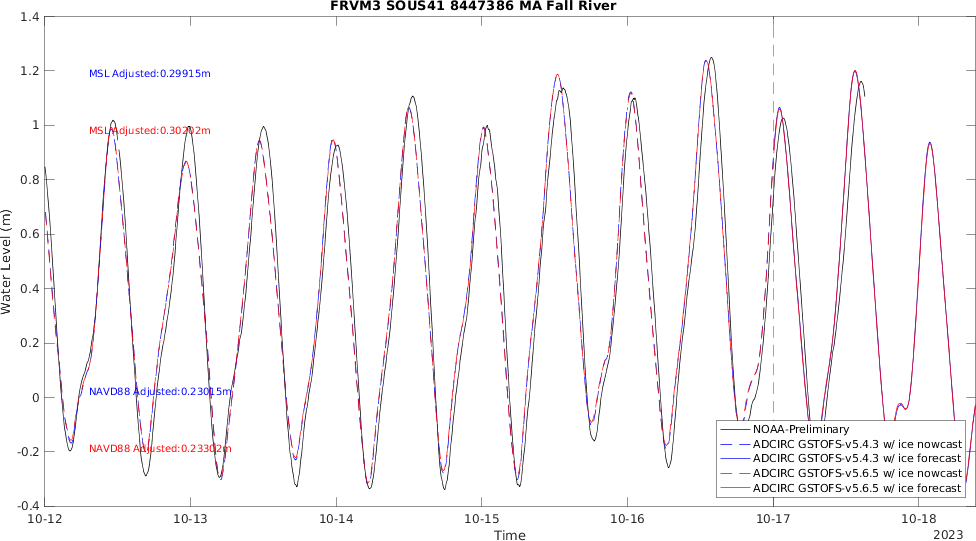 FRVM3 SOUS41 8447386 MA Fall River
1.4
1.2
1
0.8
0.6
0.4
0.2
0
-0.2
-0.4
Water Level (m)
MSL Adjusted:0.29915m
MSL Adjusted:0.30202m
NAVD88 Adjusted:0.23015m
NAVD88 Adjusted:0.23302m
NOAA-Preliminary
ADCIRC GSTOFS-v5.4.3 w/ ice nowcast
ADCIRC GSTOFS-v5.4.3 w/ ice forecast
ADCIRC GSTOFS-v5.6.5 w/ ice nowcast
ADCIRC GSTOFS-v5.6.5 w/ ice forecast
10-12 10-13 10-14 10-15 10-16 10-17 10-18
Time
2023